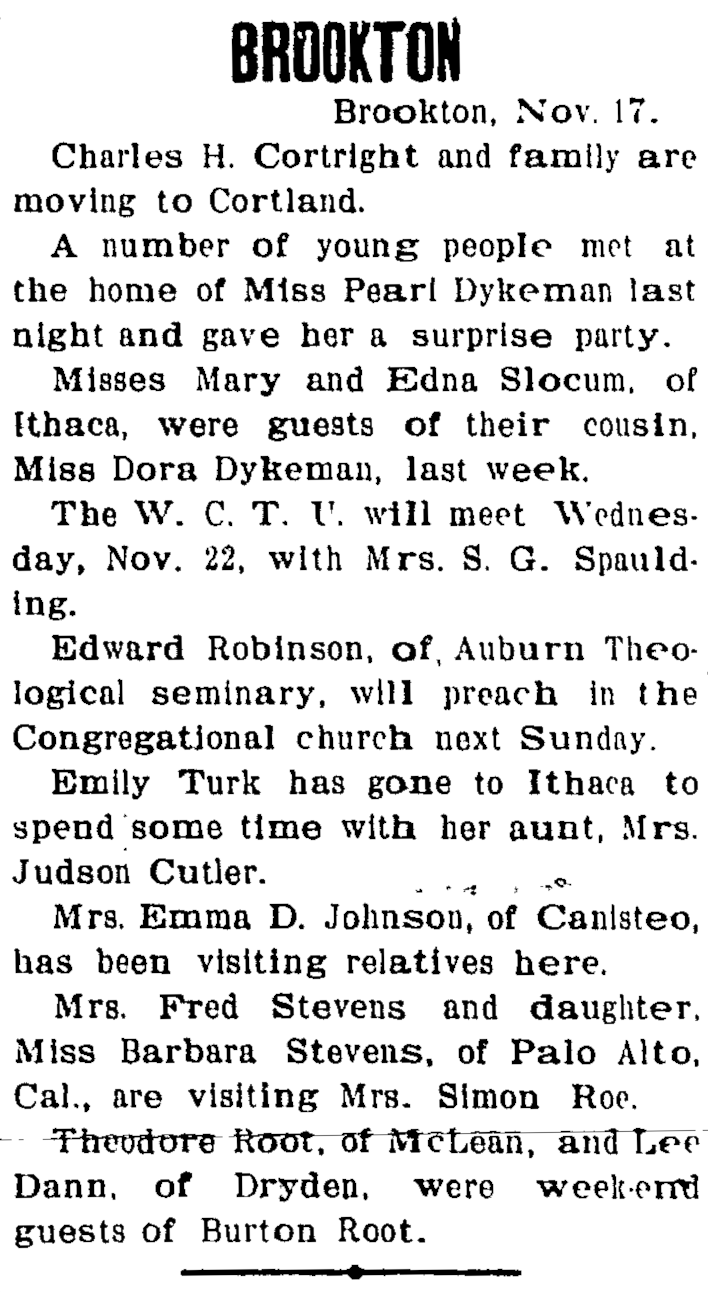 BROOKTON
Brookton, Nov. 17.
Charles H. Cortright and family are
moving to Cortland.
A number of young people met at
the home of Miss Pearl Dykeman last
night and gave her a surprise party.
Misses Mary and Edna Slocum, of
Ithaca, were guests of their cousin,
Miss Dora Dykeman, last week.
The W. C. T. U. will meet Wednes-
day, Nov. 22, with Mrs. S. G. Spauld-
ing.
Edward Robinson, of, Auburn Theo-
logical seminary, will preach in the
Congregational church next Sunday.
Emily Turk has gone to Ithaca to
spend some time with her aunt, Mrs.
Judson Cutler.
Mrs. Emma D. Johnson, of Canisteo,
has been visiting relatives here.
Mrs. Fred Stevens and daughter,
Miss Barbara Stevens, of Palo Alto,
Cal., are visiting Mrs. Simon Roe.
Theodore Root, of McLean, and Lee
Dann, of Dryden, were week-end
guests of Burton Root.